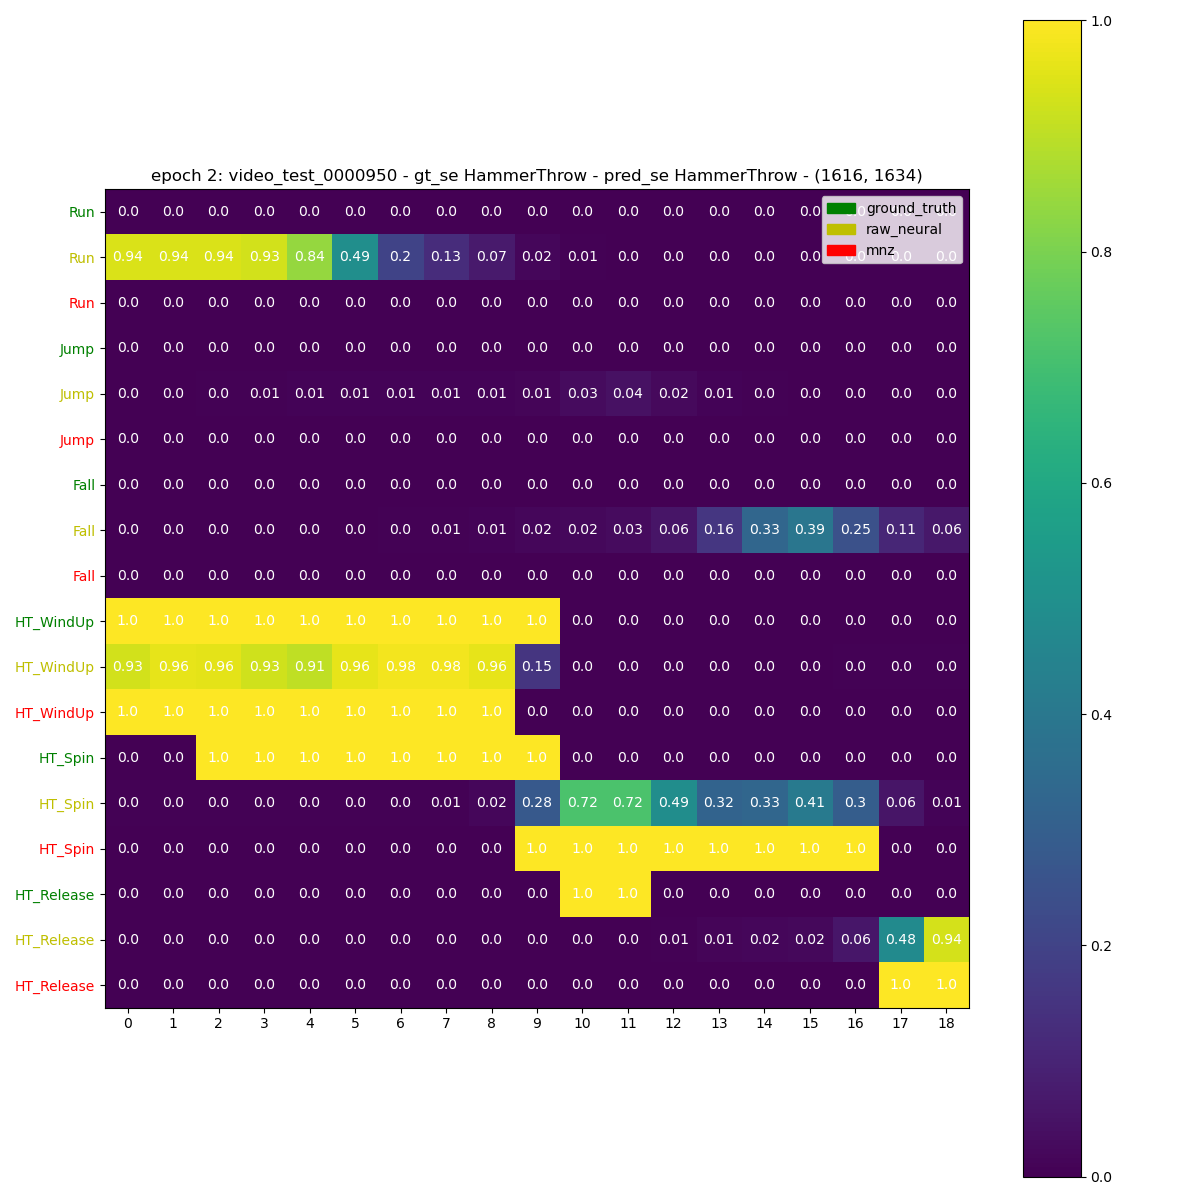 epoch 2: video_test_0000950 - gt_se HammerThrow - pred_se HammerThrow - (1616, 1634)
ground_truth
raw_neural
mnz
Run 0.0 0.0 0.0 0.0 0.0 0.0 0.0 0.0 0.0 0.0 0.0 0.0 0.0 0.0 0.0 0.0 0.0 0.0 0.0
Run 0.94 0.94 0.94 0.93 0.84 0.49 0.2 0.13 0.07 0.02 0.01 0.0 0.0 0.0 0.0 0.0 0.0 0.0 0.0
Run 0.0 0.0 0.0 0.0 0.0 0.0 0.0 0.0 0.0 0.0 0.0 0.0 0.0 0.0 0.0 0.0 0.0 0.0 0.0
Jump 0.0 0.0 0.0 0.0 0.0 0.0 0.0 0.0 0.0 0.0 0.0 0.0 0.0 0.0 0.0 0.0 0.0 0.0 0.0
Jump 0.0 0.0 0.0 0.01 0.01 0.01 0.01 0.01 0.01 0.01 0.03 0.04 0.02 0.01 0.0 0.0 0.0 0.0 0.0
Jump 0.0 0.0 0.0 0.0 0.0 0.0 0.0 0.0 0.0 0.0 0.0 0.0 0.0 0.0 0.0 0.0 0.0 0.0 0.0
Fall 0.0 0.0 0.0 0.0 0.0 0.0 0.0 0.0 0.0 0.0 0.0 0.0 0.0 0.0 0.0 0.0 0.0 0.0 0.0
Fall 0.0 0.0 0.0 0.0 0.0 0.0 0.0 0.01 0.01 0.02 0.02 0.03 0.06 0.16 0.33 0.39 0.25 0.11 0.06
Fall 0.0 0.0 0.0 0.0 0.0 0.0 0.0 0.0 0.0 0.0 0.0 0.0 0.0 0.0 0.0 0.0 0.0 0.0 0.0
HT_WindUp 1.0 1.0 1.0 1.0 1.0 1.0 1.0 1.0 1.0 1.0 0.0 0.0 0.0 0.0 0.0 0.0 0.0 0.0 0.0
HT_WindUp 0.93 0.96 0.96 0.93 0.91 0.96 0.98 0.98 0.96 0.15 0.0 0.0 0.0 0.0 0.0 0.0 0.0 0.0 0.0
HT_WindUp 1.0 1.0 1.0 1.0 1.0 1.0 1.0 1.0 1.0 0.0 0.0 0.0 0.0 0.0 0.0 0.0 0.0 0.0 0.0
HT_Spin 0.0 0.0 1.0 1.0 1.0 1.0 1.0 1.0 1.0 1.0 0.0 0.0 0.0 0.0 0.0 0.0 0.0 0.0 0.0
HT_Spin 0.0 0.0 0.0 0.0 0.0 0.0 0.0 0.01 0.02 0.28 0.72 0.72 0.49 0.32 0.33 0.41 0.3 0.06 0.01
HT_Spin 0.0 0.0 0.0 0.0 0.0 0.0 0.0 0.0 0.0 1.0 1.0 1.0 1.0 1.0 1.0 1.0 1.0 0.0 0.0
HT_Release 0.0 0.0 0.0 0.0 0.0 0.0 0.0 0.0 0.0 0.0 1.0 1.0 0.0 0.0 0.0 0.0 0.0 0.0 0.0
HT_Release 0.0 0.0 0.0 0.0 0.0 0.0 0.0 0.0 0.0 0.0 0.0 0.0 0.01 0.01 0.02 0.02 0.06 0.48 0.94
HT_Release 0.0 0.0 0.0 0.0 0.0 0.0 0.0 0.0 0.0 0.0 0.0 0.0 0.0 0.0 0.0 0.0 0.0 1.0 1.0
0 1 2 3 4 5 6 7 8 9 10 11 12 13 14 15 16 17 18
1.0
0.8
0.6
0.4
0.2
0.0